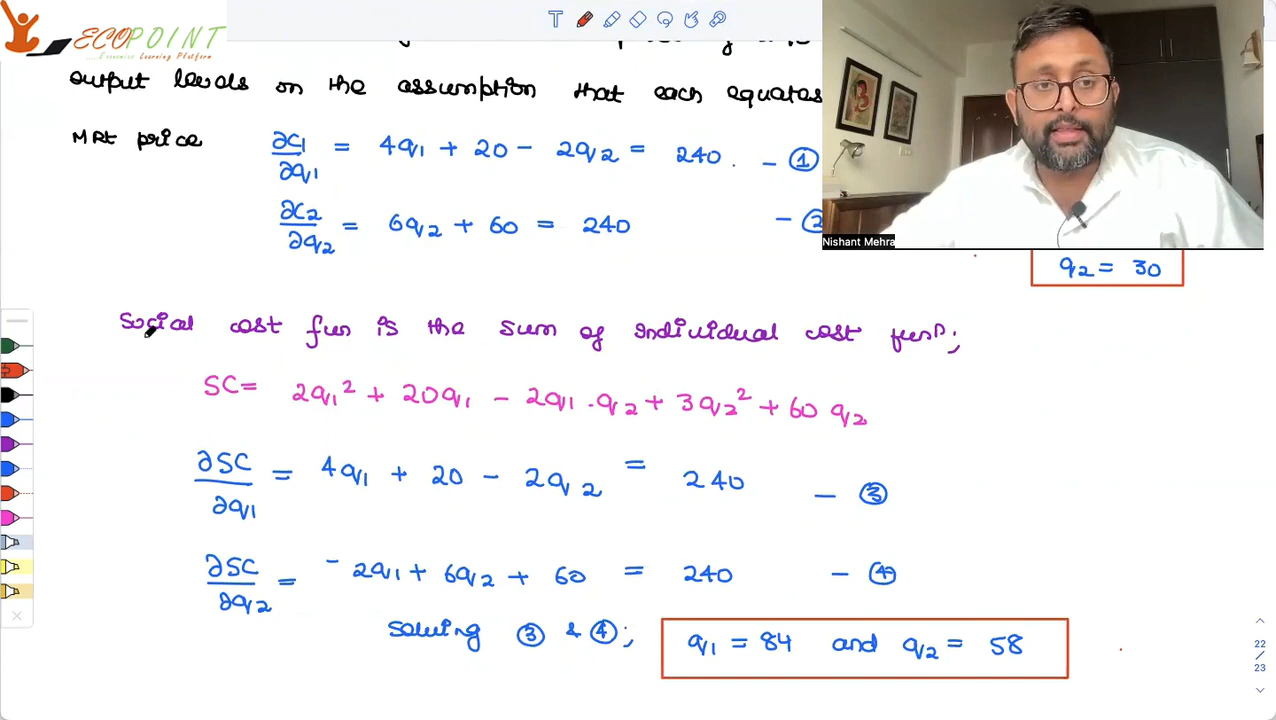 ECOPOINT
Economics Learning Platform
output levels on the assumption that each equates
MRt price ∂C1/∂q1 = 4q1 + 20 - 2q2 = 240. - ①
∂C2/∂q2 = 6q2 + 60 = 240 -
Nishant Mehra
q2 = 30
Social cost fun is the sum of individual cost funⁿ;
SC = 2q1² + 20q1 - 2q1 . q2 + 3q2² + 60 q2
∂SC/∂q1 = 4q1 + 20 - 2q2 = 240 - ③
∂SC/∂q2 = -2q1 + 6q2 + 60 = 240 - ④
Solving ③ & ④; q1 = 84 and q2 = 58
22
/
23